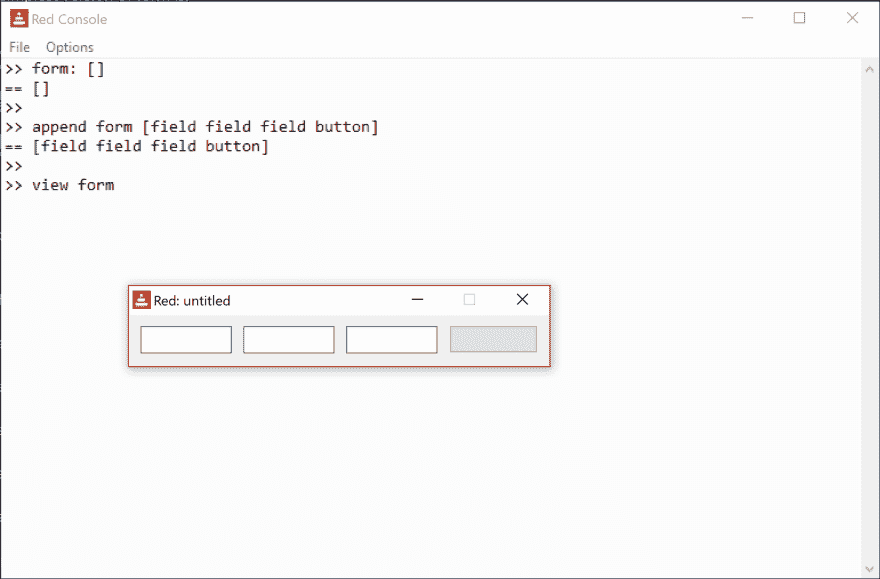 Red Console
File Options
>> form: []
== []
>>
>> append form [field field field button]
== [field field field button]
>>
>> view form
Red: untitled